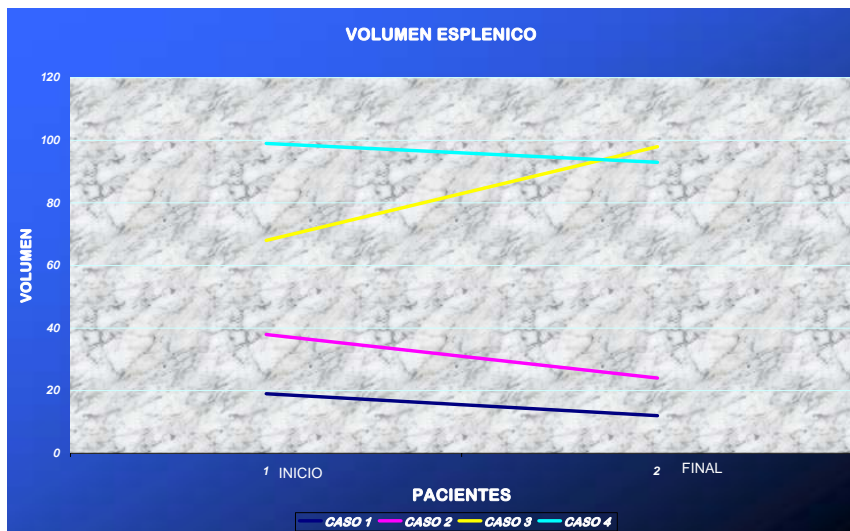 VOLUMEN ESPLENICO
120
100
80
60
40
20
0
VOLUMEN
1 INICIO
2 FINAL
PACIENTES
CASO 1 CASO 2 CASO 3 CASO 4